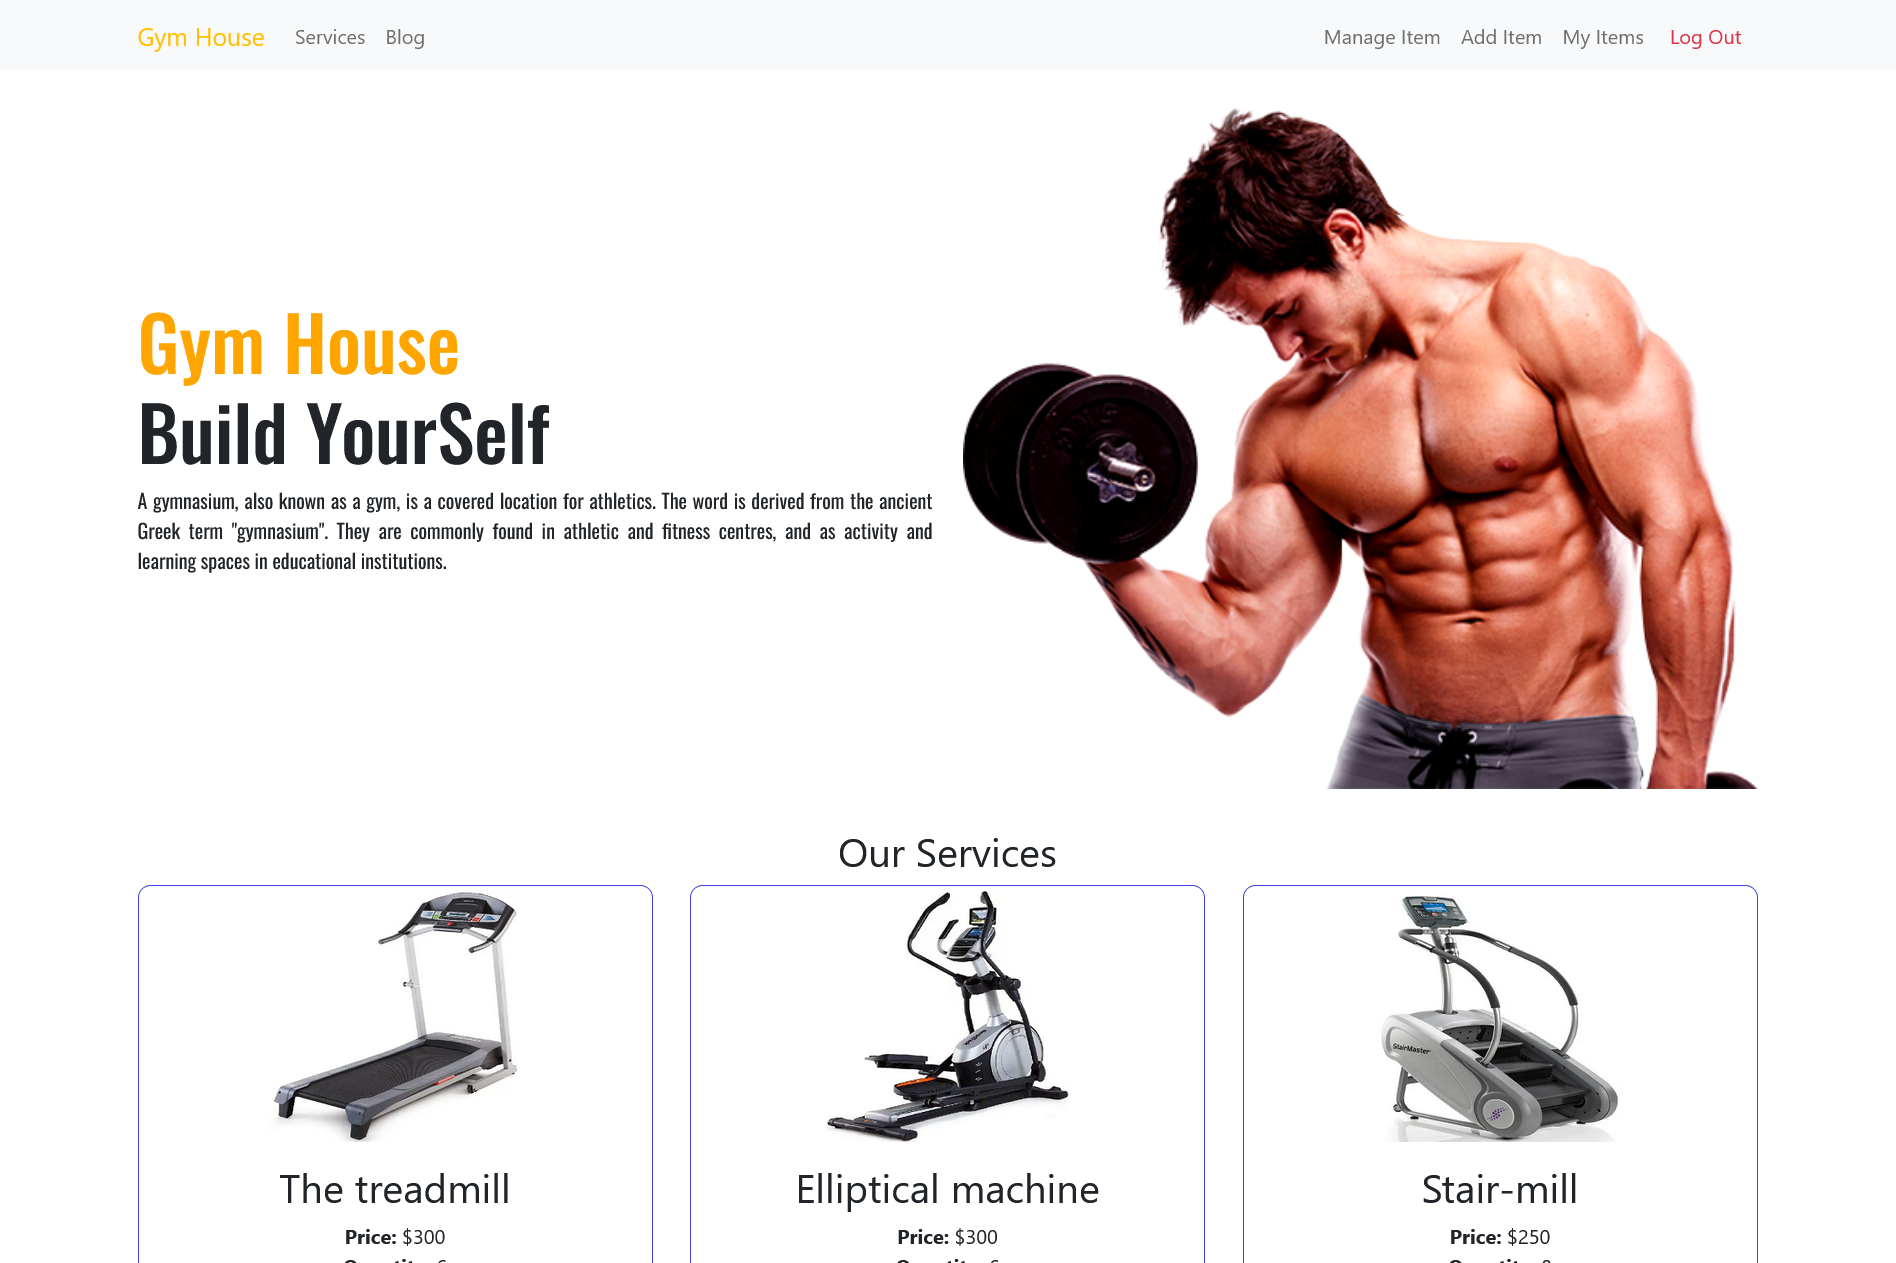 Gym House Services Blog Manage Item Add Item My Items Log Out
Gym House
Build YourSelf
A gymnasium, also known as a gym, is a covered location for athletics. The word is derived from the ancient
Greek term "gymnasium". They are commonly found in athletic and fitness centres, and as activity and
learning spaces in educational institutions.
Our Services
StairMaster
The treadmill
Price: $300
Elliptical machine
Price: $300
Stair-mill
Price: $250